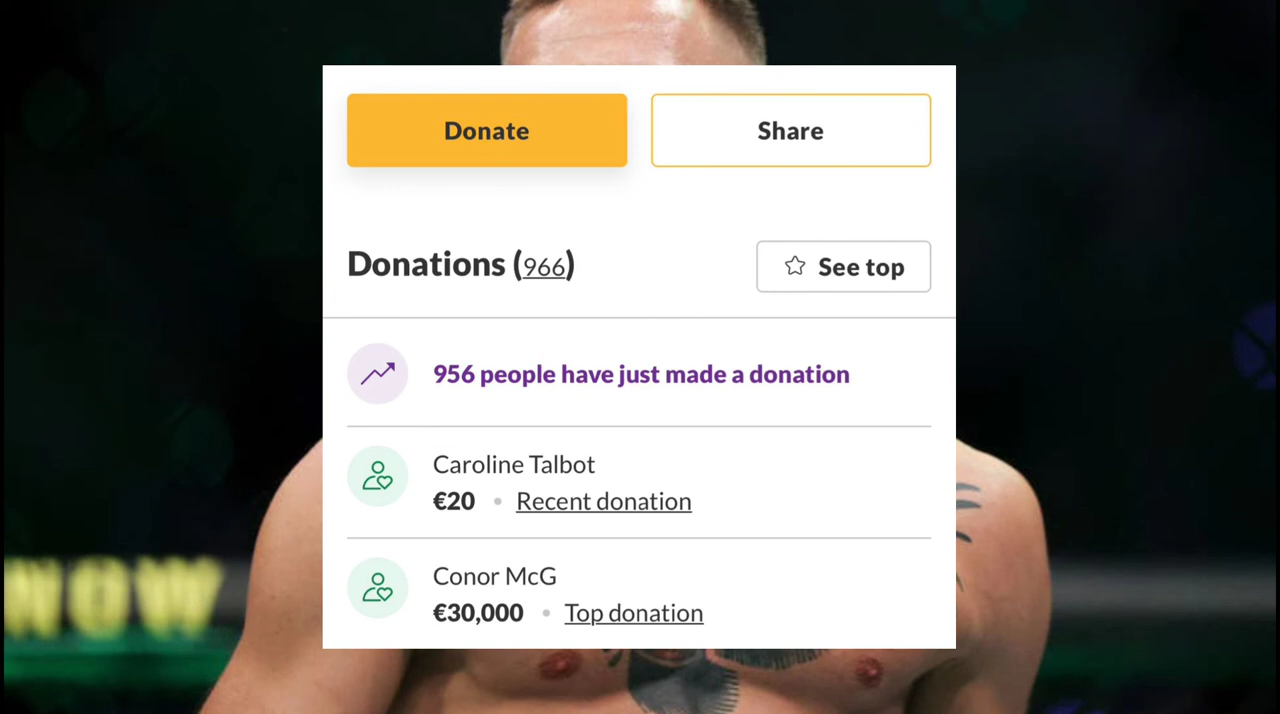 Donate
Share
Donations (966)
See top
956 people have just made a donation
Caroline Talbot
€20 • Recent donation
Conor McG
€30,000 • Top donation
NOW